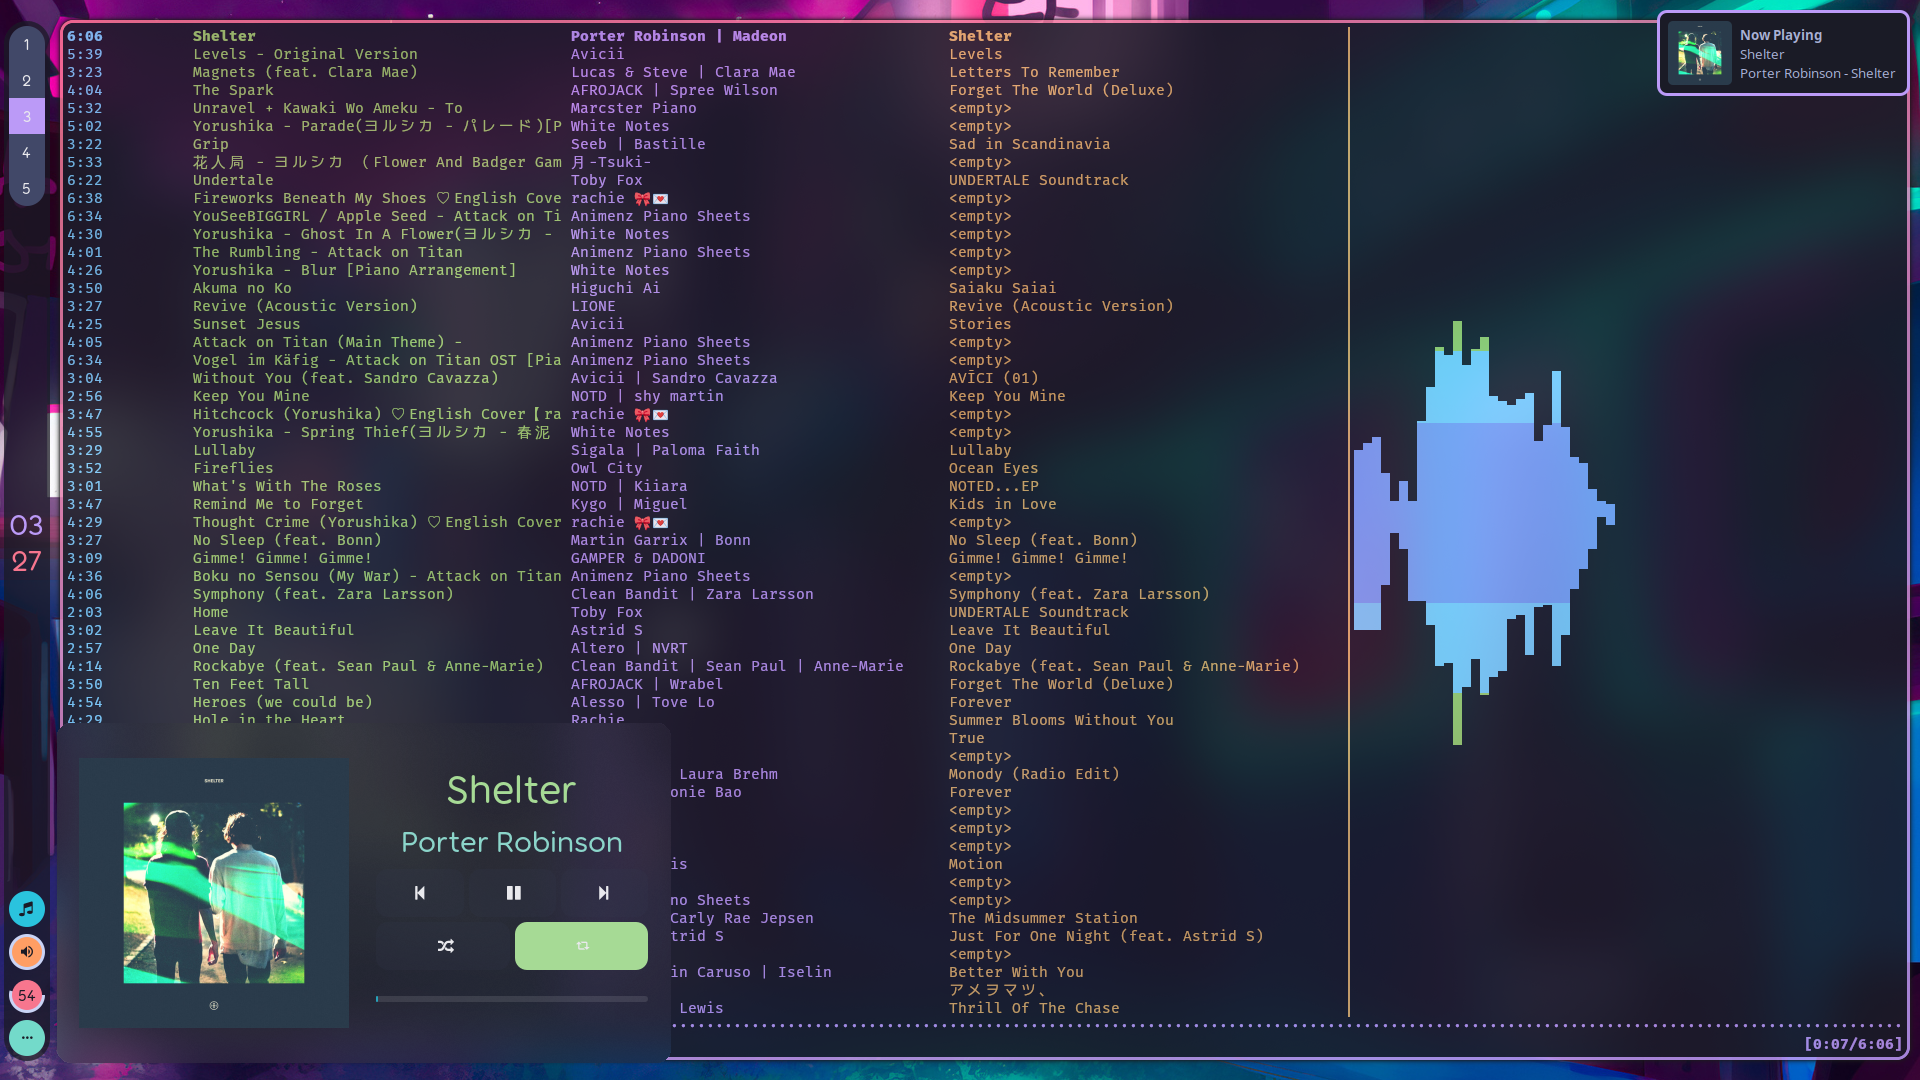 1
2
3
4
5
03
27
54
6:06 Shelter Porter Robinson | Madeon Shelter
5:39 Levels - Original Version Avicii Levels
3:23 Magnets (feat. Clara Mae) Lucas & Steve | Clara Mae Letters To Remember
4:04 The Spark AFROJACK | Spree Wilson Forget The World (Deluxe)
5:32 Unravel + Kawaki Wo Ameku - To Marcster Piano <empty>
5:02 Yorushika - Parade(ヨルシカ - パレード)[P White Notes <empty>
3:22 Grip Seeb | Bastille Sad in Scandinavia
5:33 花人局 - ヨルシカ (Flower And Badger Gam 月-Tsuki- <empty>
6:22 Undertale Toby Fox UNDERTALE Soundtrack
6:38 Fireworks Beneath My Shoes ♡English Cove rachie 🎀💌 <empty>
6:34 YouSeeBIGGIRL / Apple Seed - Attack on Ti Animenz Piano Sheets <empty>
4:30 Yorushika - Ghost In A Flower(ヨルシカ - White Notes <empty>
4:01 The Rumbling - Attack on Titan Animenz Piano Sheets <empty>
4:26 Yorushika - Blur [Piano Arrangement] White Notes <empty>
3:50 Akuma no Ko Higuchi Ai Saiaku Saiai
3:27 Revive (Acoustic Version) LIONE Revive (Acoustic Version)
4:25 Sunset Jesus Avicii Stories
4:05 Attack on Titan (Main Theme) - Animenz Piano Sheets <empty>
6:34 Vogel im Käfig - Attack on Titan OST [Pia Animenz Piano Sheets <empty>
3:04 Without You (feat. Sandro Cavazza) Avicii | Sandro Cavazza AVĪCI (01)
2:56 Keep You Mine NOTD | shy martin Keep You Mine
3:47 Hitchcock (Yorushika) ♡English Cover【ra rachie 🎀💌 <empty>
4:55 Yorushika - Spring Thief(ヨルシカ - 春泥 White Notes <empty>
3:29 Lullaby Sigala | Paloma Faith Lullaby
3:52 Fireflies Owl City Ocean Eyes
3:01 What's With The Roses NOTD | Kiiara NOTED...EP
3:47 Remind Me to Forget Kygo | Miguel Kids in Love
4:29 Thought Crime (Yorushika) ♡English Cover rachie 🎀💌 <empty>
3:27 No Sleep (feat. Bonn) Martin Garrix | Bonn No Sleep (feat. Bonn)
3:09 Gimme! Gimme! Gimme! GAMPER & DADONI Gimme! Gimme! Gimme!
4:36 Boku no Sensou (My War) - Attack on Titan Animenz Piano Sheets <empty>
4:06 Symphony (feat. Zara Larsson) Clean Bandit | Zara Larsson Symphony (feat. Zara Larsson)
2:03 Home Toby Fox UNDERTALE Soundtrack
3:02 Leave It Beautiful Astrid S Leave It Beautiful
2:57 One Day Altero | NVRT One Day
4:14 Rockabye (feat. Sean Paul & Anne-Marie) Clean Bandit | Sean Paul | Anne-Marie Rockabye (feat. Sean Paul & Anne-Marie)
3:50 Ten Feet Tall AFROJACK | Wrabel Forget The World (Deluxe)
4:54 Heroes (we could be) Alesso | Tove Lo Forever
4:29 Hole in the Heart Rachie Summer Blooms Without You
True
<empty>
Laura Brehm Monody (Radio Edit)
onie Bao Forever
<empty>
<empty>
<empty>
is Motion
<empty>
no Sheets <empty>
Carly Rae Jepsen The Midsummer Station
trid S Just For One Night (feat. Astrid S)
<empty>
in Caruso | Iselin Better With You
アメヲマツ、
Lewis Thrill Of The Chase
[0:07/6:06]
SHELTER
Shelter
Porter Robinson
Now Playing
Shelter
Porter Robinson - Shelter